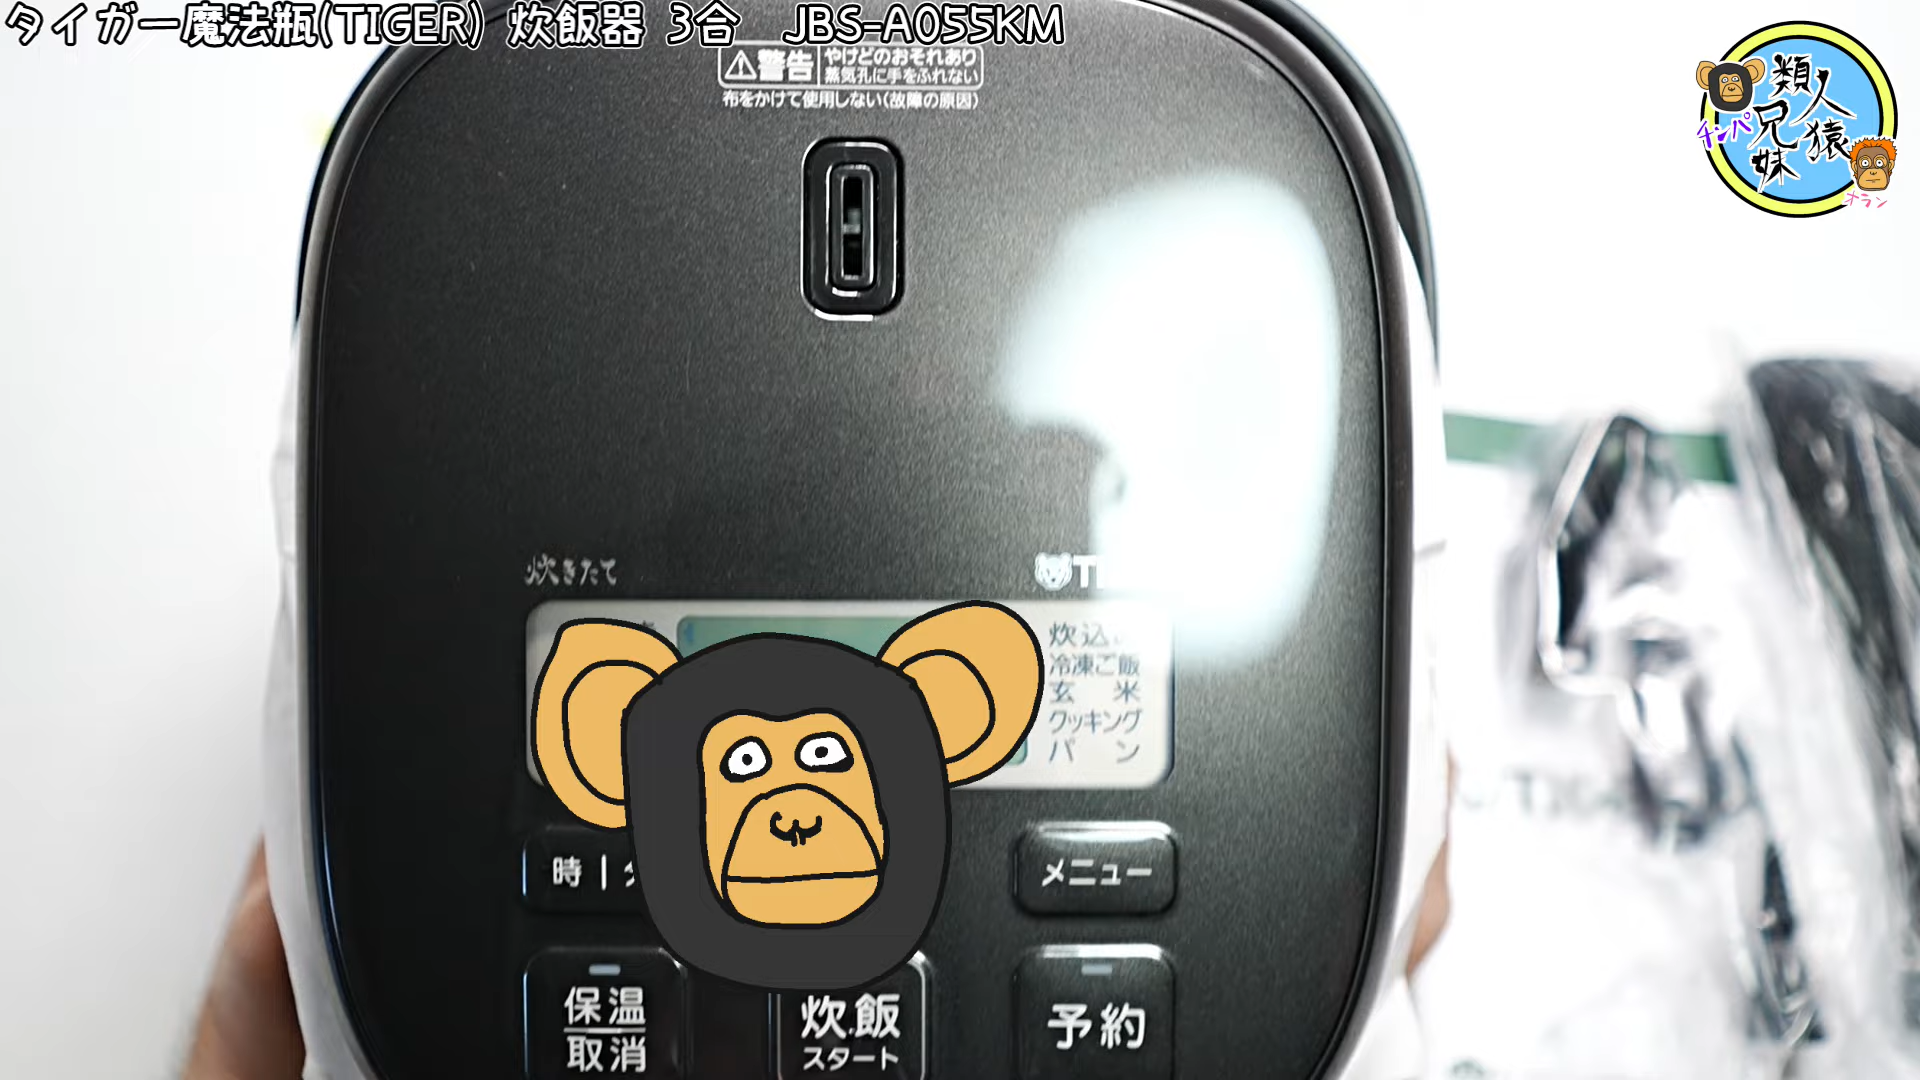 タイガー魔法瓶(TIGER) 炊飯器 3合 JBS-A055KM
類人猿
兄妹
チンパ
オラン
警告 やけどのおそれあり
蒸気孔に手をふれない
布をかけて使用しない(故障の原因)
炊きたて
炊込
冷凍ご飯
玄米
クッキング
パン
時 メニュー
保温 炊飯 予約
取消 スタート